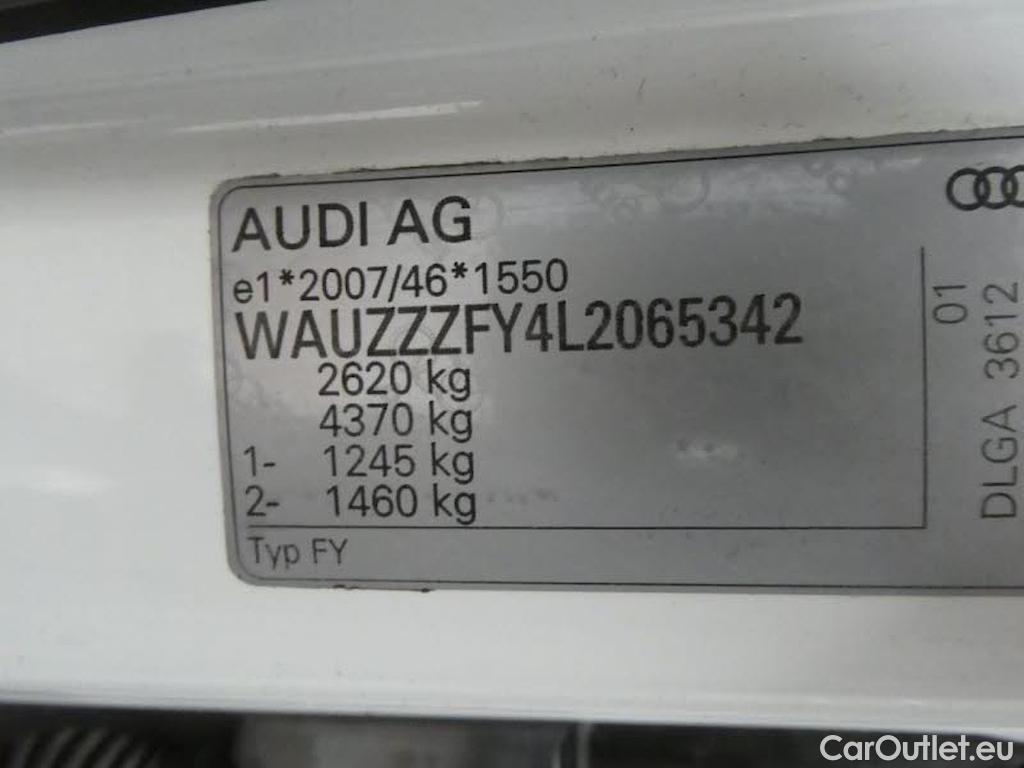 AUDI AG
e1*2007/46*1550
WAUZZZFY4L2065342
2620 kg
4370 kg
1- 1245 kg
2- 1460 kg
Typ FY
01
DLGA 3612
CarOutlet.eu